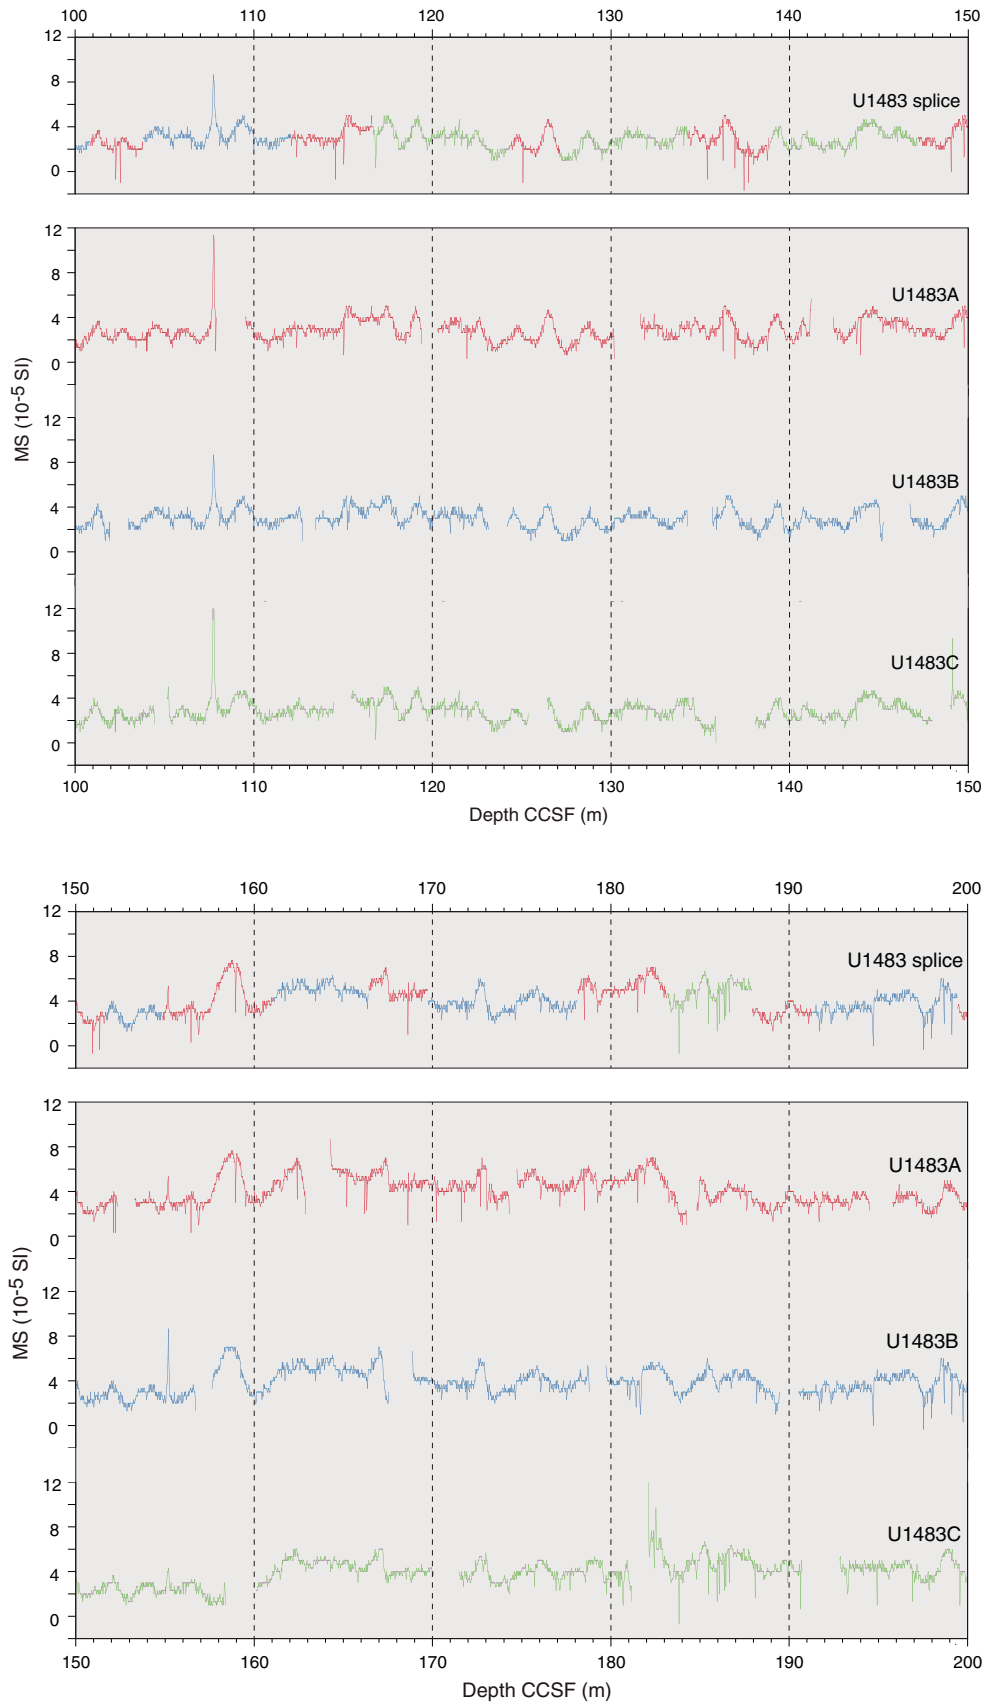 100 110 120 130 140 150
12
8
4
0
U1483 splice
12
8
4
0
U1483A
MS (10-5 SI)
12
8
4
0
U1483B
12
8
4
0
U1483C
100 110 120 130 140 150
Depth CCSF (m)
150 160 170 180 190 200
12
8
4
0
U1483 splice
12
8
4
0
U1483A
MS (10-5 SI)
12
8
4
0
U1483B
12
8
4
0
U1483C
150 160 170 180 190 200
Depth CCSF (m)